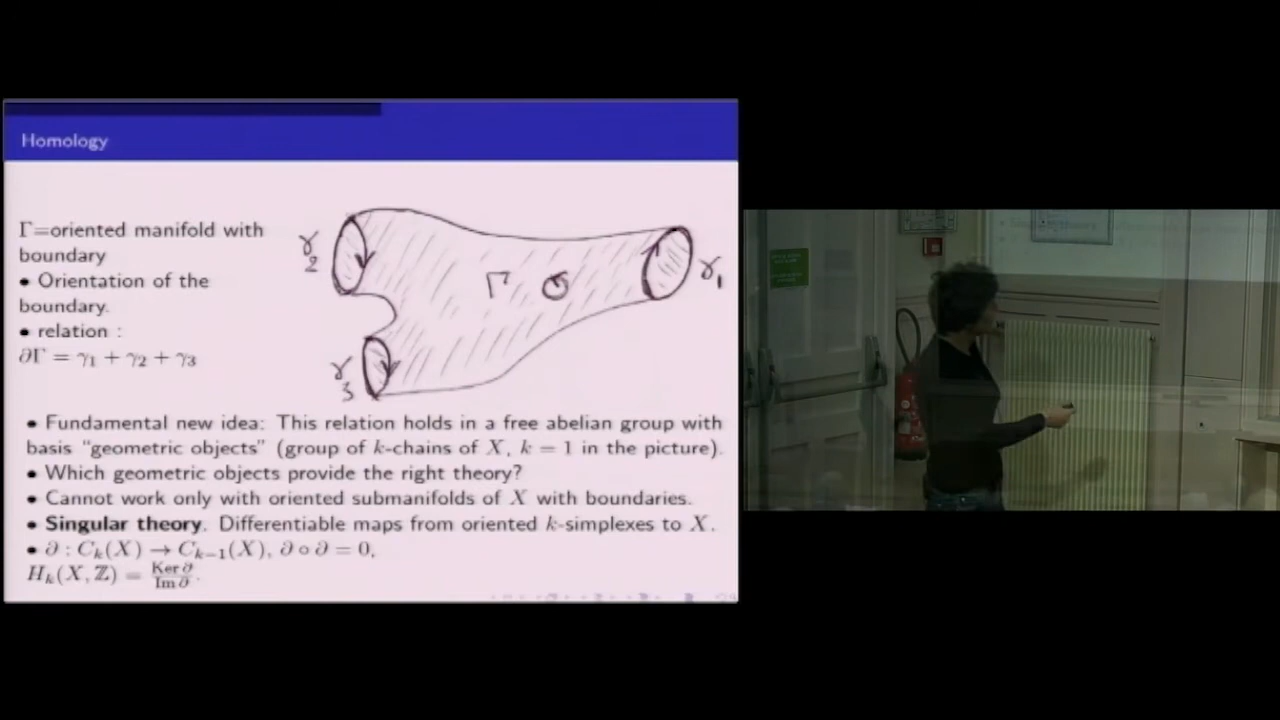 Homology
Γ=oriented manifold with
boundary
• Orientation of the
boundary.
• relation :
∂Γ = γ₁ + γ₂ + γ₃
γ₂
γ₃
Γ
γ₁
• Fundamental new idea: This relation holds in a free abelian group with
basis "geometric objects" (group of k-chains of X, k = 1 in the picture).
• Which geometric objects provide the right theory?
• Cannot work only with oriented submanifolds of X with boundaries.
• Singular theory. Differentiable maps from oriented k-simplexes to X.
• ∂ : Cₖ(X) → Cₖ₋₁(X), ∂ ∘ ∂ = 0,
Hₖ(X, ℤ) = Ker ∂ / Im ∂.